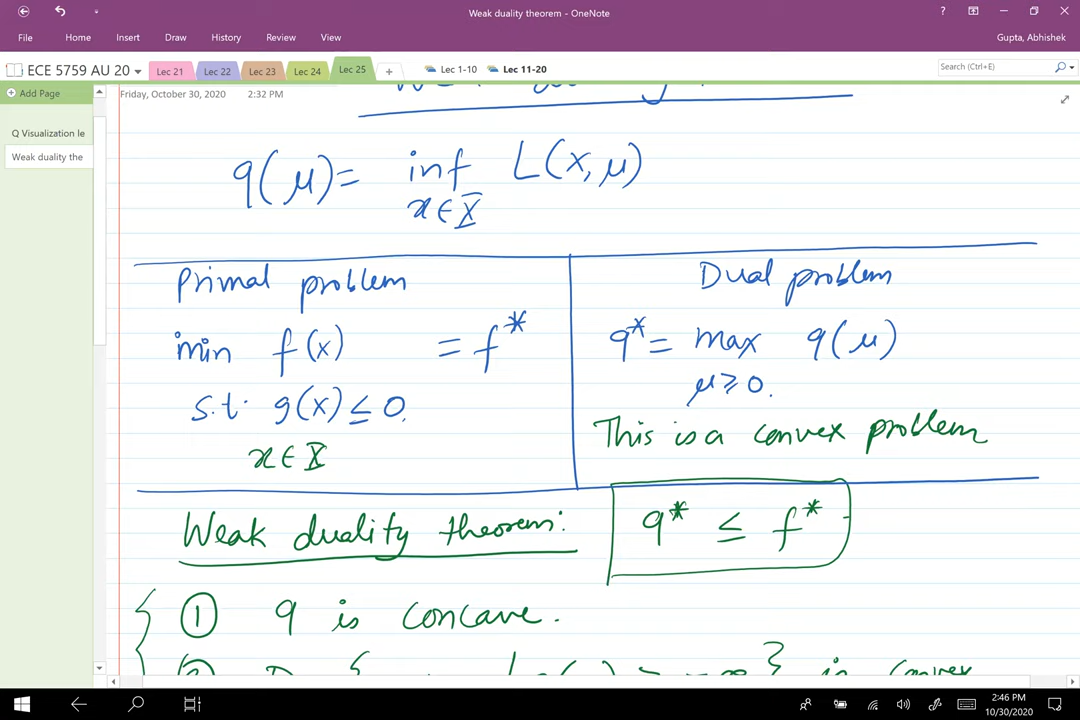 Weak duality theorem - OneNote
?
File Home Insert Draw History Review View
Gupta, Abhishek
ECE 5759 AU 20
Lec 21 Lec 22 Lec 23 Lec 24 Lec 25 + Lec 1-10 Lec 11-20
Search (Ctrl+E)
Add Page
Friday, October 30, 2020 2:32 PM
Q Visualization le
Weak duality the
q(μ) = inf L(x, μ)
x ∈ X
Primal problem
min f(x) = f*
s.t. g(x) ≤ 0.
x ∈ X
Dual problem
q* = max q(μ)
μ ≥ 0.
This is a convex problem
Weak duality theorem: q* ≤ f*
① q is concave.
is convex
2:46 PM
10/30/2020